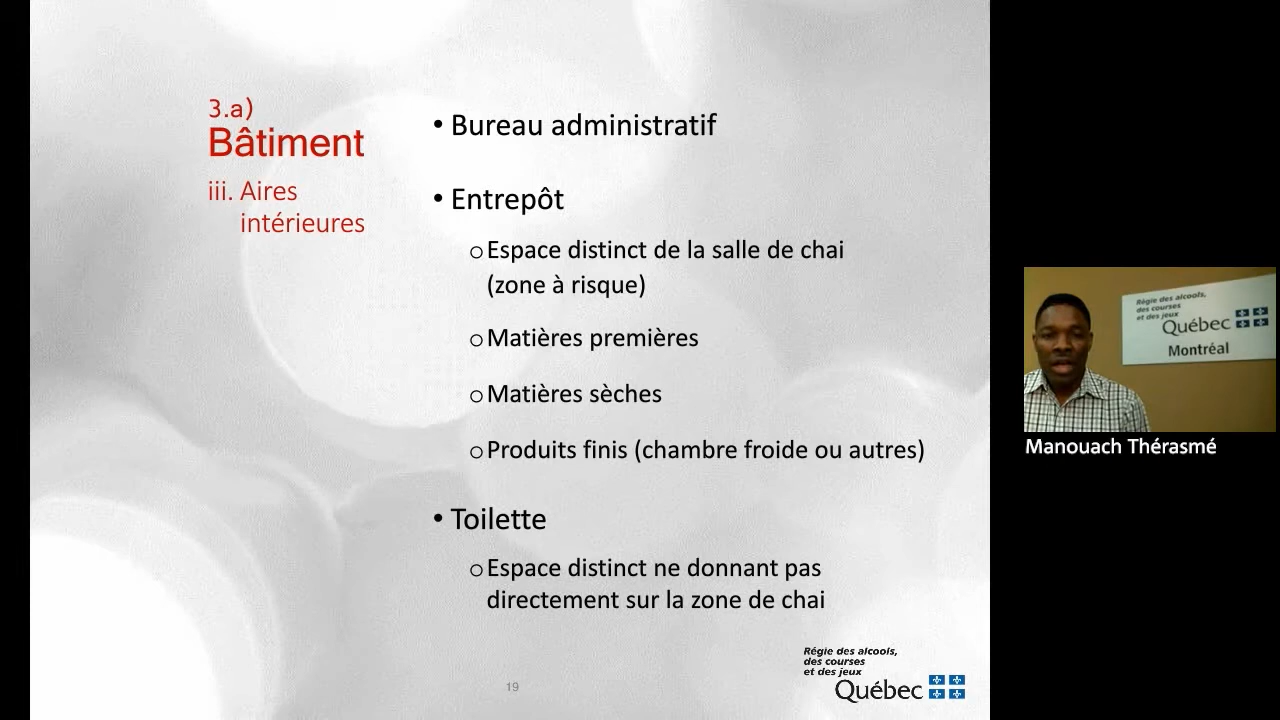 3.a)
Bâtiment
iii. Aires
intérieures
• Bureau administratif
• Entrepôt
o Espace distinct de la salle de chai
(zone à risque)
o Matières premières
o Matières sèches
o Produits finis (chambre froide ou autres)
• Toilette
o Espace distinct ne donnant pas
directement sur la zone de chai
19
Régie des alcools,
des courses
et des jeux
Québec
Régie des alcools,
des courses
et des jeux
Québec
Montréal
Manouach Thérasmé